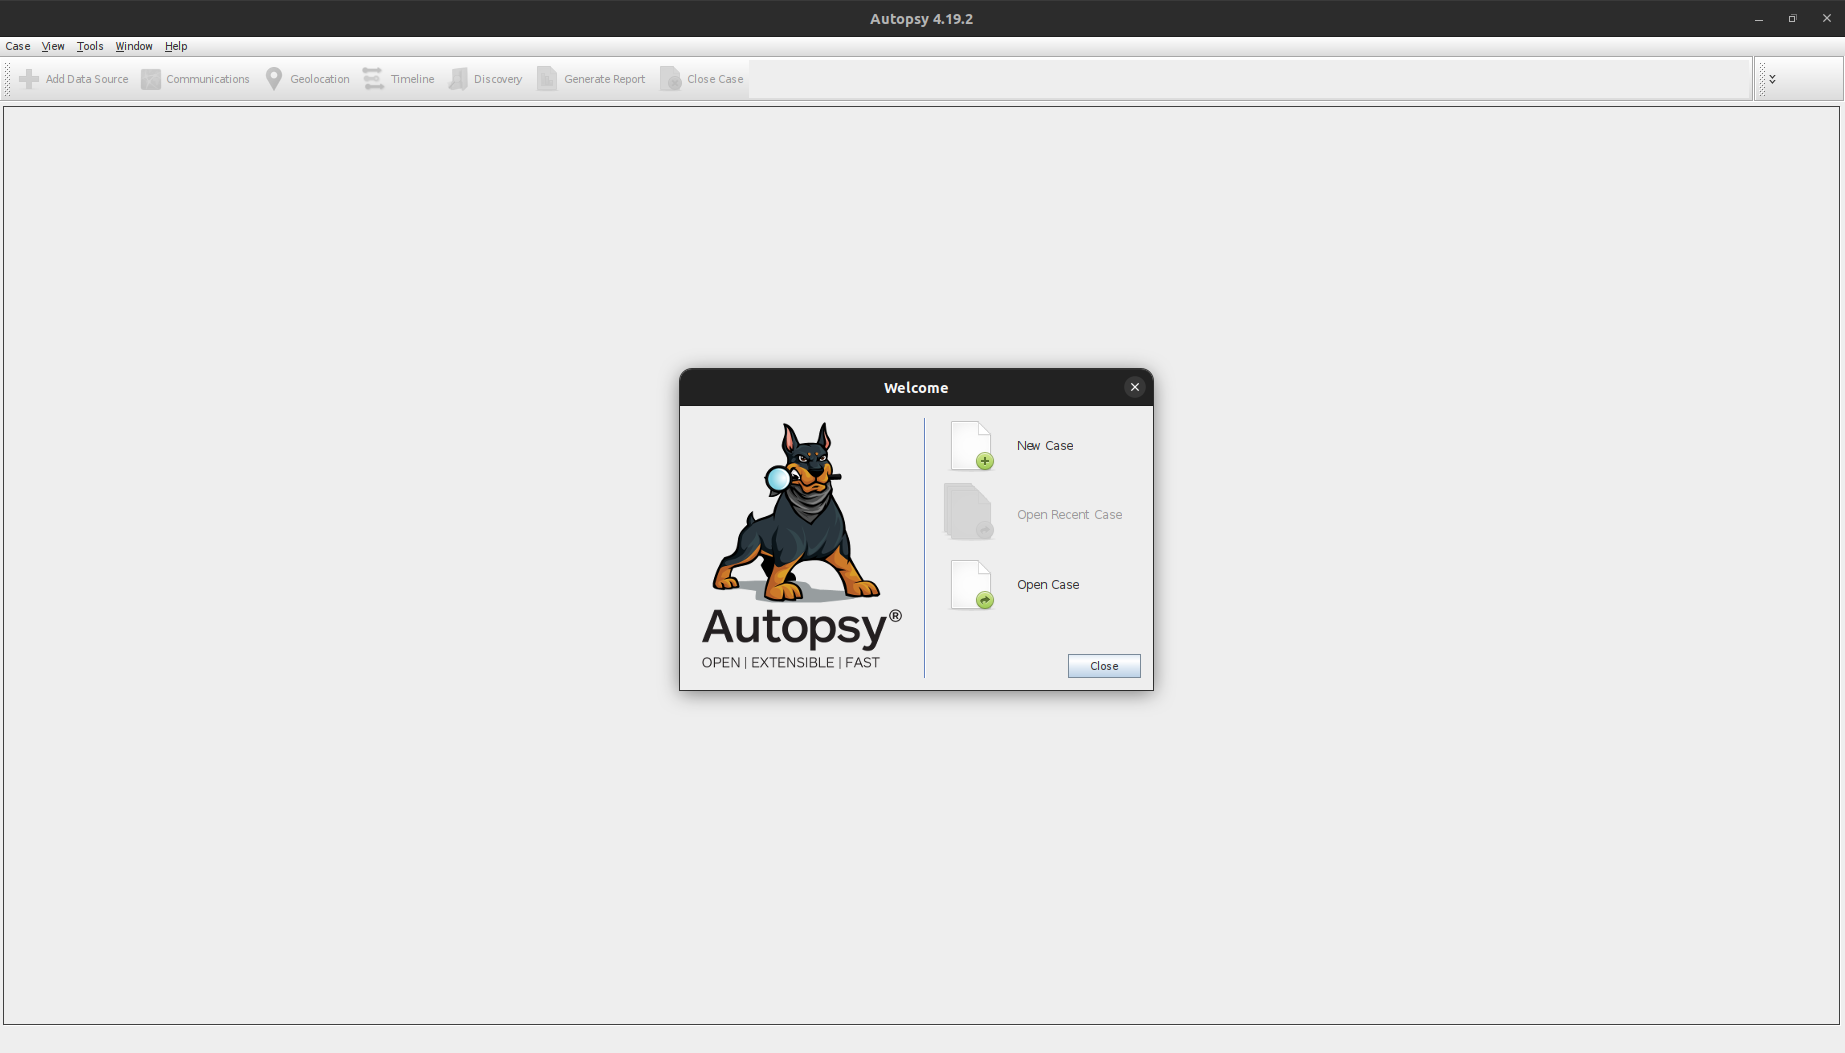 Autopsy 4.19.2
Case View Tools Window Help
Add Data Source Communications Geolocation Timeline Discovery Generate Report Close Case
Welcome
New Case
Open Recent Case
Open Case
Autopsy®
OPEN | EXTENSIBLE | FAST
Close